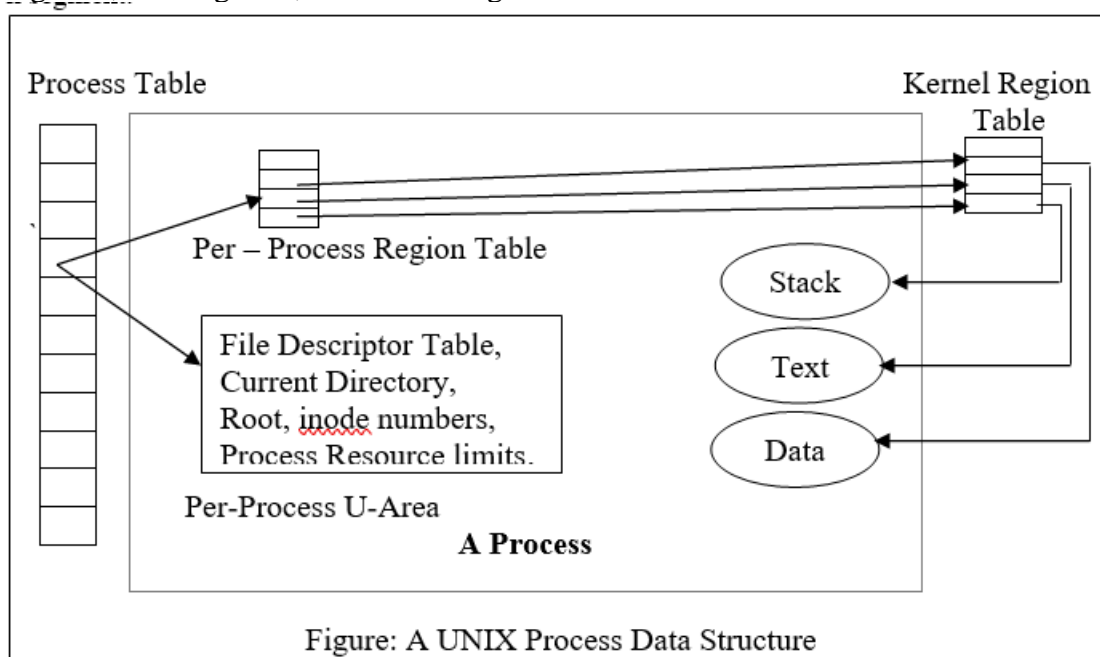 Process Table
Kernel Region
Table
Per – Process Region Table
Stack
File Descriptor Table,
Current Directory,
Root, inode numbers,
Process Resource limits.
Text
Data
Per-Process U-Area
A Process
Figure: A UNIX Process Data Structure